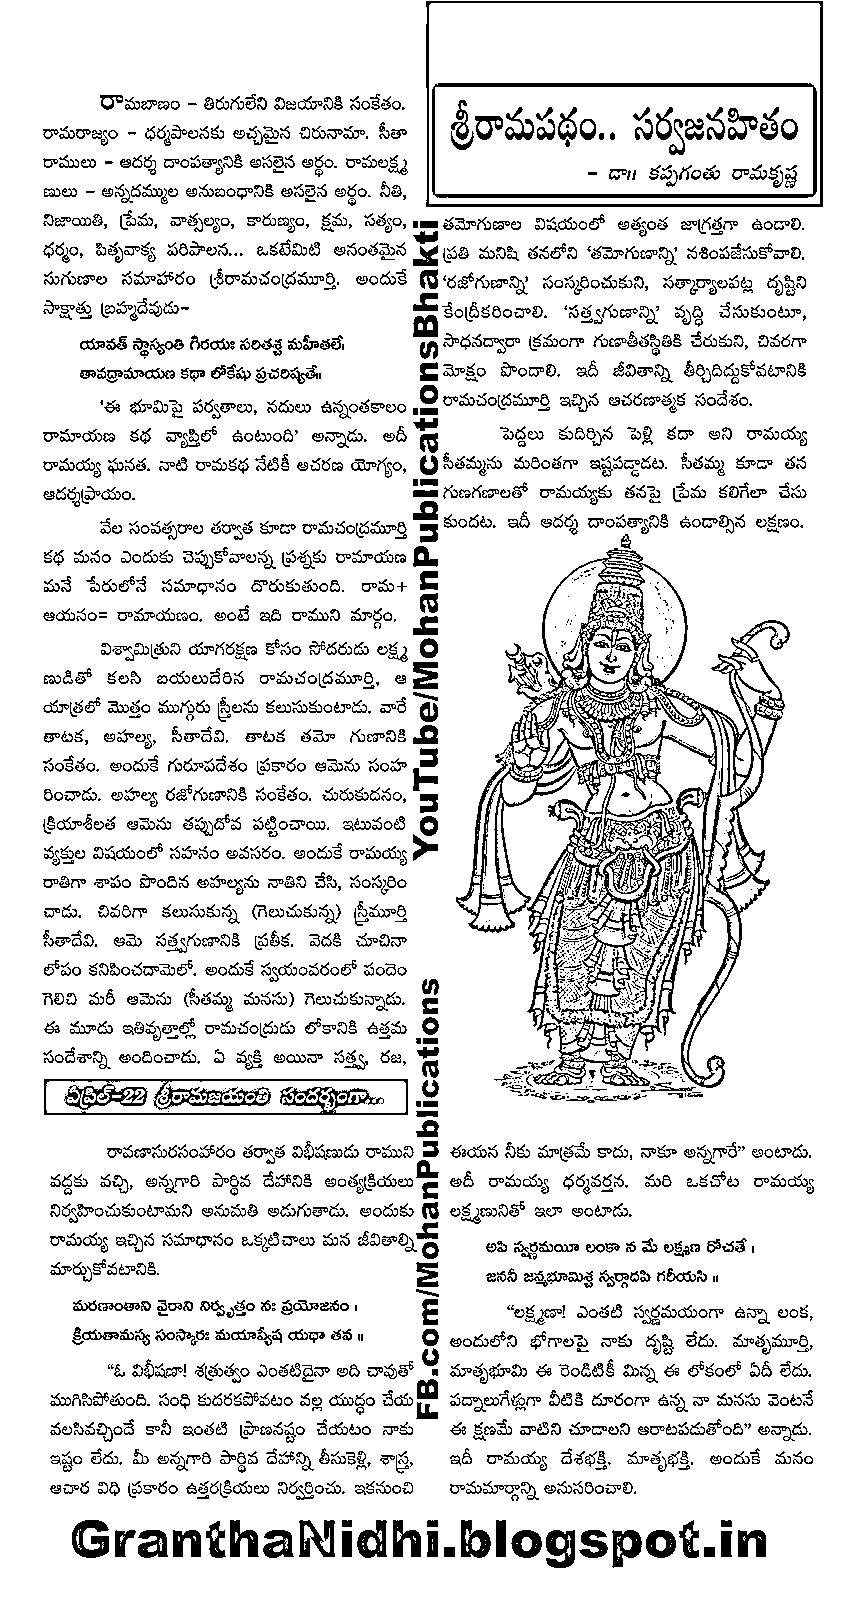 శ్రీరామపథం.. సర్వజనహితం
- డా॥ కప్పగంతు రామకృష్ణ
రామబాణం - తిరుగులేని విజయానికి సంకేతం.
రామరాజ్యం - ధర్మపాలనకు అచ్చమైన చిరునామా. సీతా
రాములు - ఆదర్శ దాంపత్యానికి అసలైన అర్థం. రామలక్ష్మ
ణులు - అన్నదమ్ముల అనుబంధానికి అసలైన అర్థం. నీతి,
నిజాయితి, ప్రేమ, వాత్సల్యం, కారుణ్యం, క్షమ, సత్యం,
ధర్మం, పితృవాక్య పరిపాలన... ఒకటేమిటి అనంతమైన
సుగుణాల సమాహారం శ్రీరామచంద్రమూర్తి. అందుకే
సాక్షాత్తు బ్రహ్మదేవుడు-
యావత్ స్థాస్యంతి గిరయః సరితశ్చ మహీతలే।
తావద్రామాయణ కథా లోకేషు ప్రచరిష్యతే॥
'ఈ భూమిపై పర్వతాలు, నదులు ఉన్నంతకాలం
రామాయణ కథ వ్యాప్తిలో ఉంటుంది' అన్నాడు. అదీ
రామయ్య ఘనత. నాటి రామకథ నేటికీ ఆచరణ యోగ్యం,
ఆదర్శప్రాయం.
వేల సంవత్సరాల తర్వాత కూడా రామచంద్రమూర్తి
కథ మనం ఎందుకు చెప్పుకోవాలన్న ప్రశ్నకు రామాయణ
మనే పేరులోనే సమాధానం దొరుకుతుంది. రామ+
ఆయనం= రామాయణం. అంటే ఇది రాముని మార్గం.
విశ్వామిత్రుని యాగరక్షణ కోసం సోదరుడు లక్ష్మ
ణుడితో కలసి బయలుదేరిన రామచంద్రమూర్తి, ఆ
యాత్రలో మొత్తం ముగ్గురు స్త్రీలను కలుసుకుంటాడు. వారే
తాటక, అహల్య, సీతాదేవి. తాటక తమో గుణానికి
సంకేతం. అందుకే గురూపదేశం ప్రకారం ఆమెను సంహ
రించాడు. అహల్య రజోగుణానికి సంకేతం. చురుకుదనం,
క్రియాశీలత ఆమెను తప్పుదోవ పట్టించాయి. ఇటువంటి
వ్యక్తుల విషయంలో సహనం అవసరం. అందుకే రామయ్య
రాతిగా శాపం పొందిన అహల్యను నాతిని చేసి, సంస్కరిం
చాడు. చివరిగా కలుసుకున్న (గెలుచుకున్న) స్త్రీమూర్తి
సీతాదేవి. ఆమె సత్త్వగుణానికి ప్రతీక. వెదకి చూచినా
లోపం కనిపించదామెలో. అందుకే స్వయంవరంలో పందెం
గెలిచి మరీ ఆమెను (సీతమ్మ మనసు) గెలుచుకున్నాడు.
ఈ మూడు ఇతివృత్తాల్లో రామచంద్రుడు లోకానికి ఉత్తమ
సందేశాన్ని అందించాడు. ఏ వ్యక్తి అయినా సత్త్వ, రజ,
తమోగుణాల విషయంలో అత్యంత జాగ్రత్తగా ఉండాలి.
ప్రతి మనిషి తనలోని 'తమోగుణాన్ని' నశింపజేసుకోవాలి.
'రజోగుణాన్ని' సంస్కరించుకుని, సత్కార్యాలపట్ల దృష్టిని
కేంద్రీకరించాలి. 'సత్త్వగుణాన్ని' వృద్ధి చేసుకుంటూ,
సాధనద్వారా క్రమంగా గుణాతీతస్థితికి చేరుకుని, చివరగా
మోక్షం పొందాలి. ఇదీ జీవితాన్ని తీర్చిదిద్దుకోవటానికి
రామచంద్రమూర్తి ఇచ్చిన ఆచరణాత్మక సందేశం.
పెద్దలు కుదిర్చిన పెళ్లి కదా అని రామయ్య
సీతమ్మను మరింతగా ఇష్టపడ్డాడట. సీతమ్మ కూడా తన
గుణగణాలతో రామయ్యకు తనపై ప్రేమ కలిగేలా చేసు
కుందట. ఇదీ ఆదర్శ దాంపత్యానికి ఉండాల్సిన లక్షణం.
YouTube/MohanPublicationsBhakti
FB.com/MohanPublications
ఏప్రిల్-22 శ్రీరామజయంతి సందర్భంగా...
రావణాసురసంహారం తర్వాత విభీషణుడు రాముని
వద్దకు వచ్చి, అన్నగారి పార్థివ దేహానికి అంత్యక్రియలు
నిర్వహించుకుంటామని అనుమతి అడుగుతాడు. అందుకు
రామయ్య ఇచ్చిన సమాధానం ఒక్కటిచాలు మన జీవితాల్ని
మార్చుకోవటానికి.
మరణాంతాని వైరాని నిర్వృత్తం నః ప్రయోజనం।
క్రియతామస్య సంస్కారః మయాప్యేష యథా తవ॥
"ఓ విభీషణా! శత్రుత్వం ఎంతటిదైనా అది చావుతో
ముగిసిపోతుంది. సంధి కుదరకపోవటం వల్ల యుద్ధం చేయ
వలసివచ్చిందే కానీ ఇంతటి ప్రాణనష్టం చేయటం నాకు
ఇష్టం లేదు. మీ అన్నగారి పార్థివ దేహాన్ని తీసుకెళ్లి, శాస్త్ర,
ఆచార విధి ప్రకారం ఉత్తరక్రియలు నిర్వర్తించు. ఇకనుంచి
ఈయన నీకు మాత్రమే కాదు, నాకూ అన్నగారే" అంటాడు.
అదీ రామయ్య ధర్మవర్తన. మరి ఒకచోట రామయ్య
లక్ష్మణునితో ఇలా అంటాడు.
అపి స్వర్ణమయీ లంకా న మే లక్ష్మణ రోచతే।
జననీ జన్మభూమిశ్చ స్వర్గాదపి గరీయసి॥
"లక్ష్మణా! ఎంతటి స్వర్ణమయంగా ఉన్నా లంక,
అందులోని భోగాలపై నాకు దృష్టి లేదు. మాతృమూర్తి,
మాతృభూమి ఈ రెండిటికీ మిన్న ఈ లోకంలో ఏదీ లేదు.
పద్నాలుగేళ్లుగా వీటికి దూరంగా ఉన్న నా మనసు వెంటనే
ఈ క్షణమే వాటిని చూడాలని ఆరాటపడుతోంది" అన్నాడు.
ఇదీ రామయ్య దేశభక్తి. మాతృభక్తి. అందుకే మనం
రామమార్గాన్ని అనుసరించాలి.
GranthaNidhi.blogspot.in